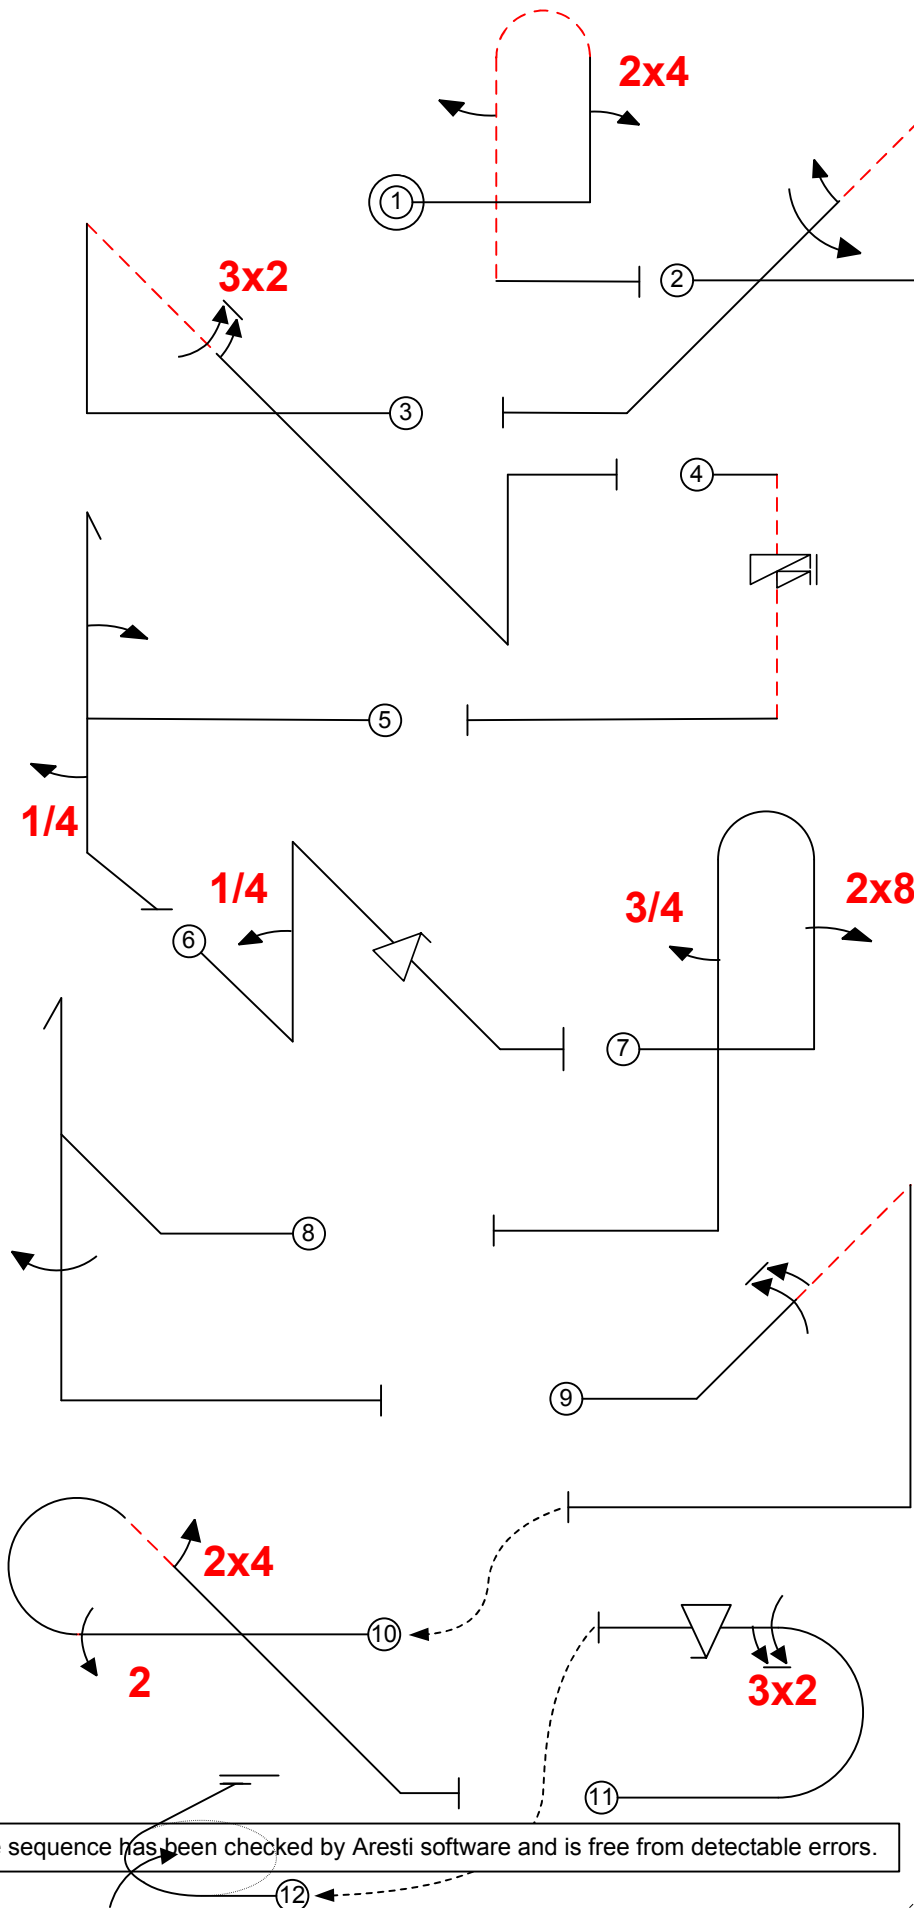 2x4
1
3x2
2
3
4
5
1/4
1/4
3/4
2x8
6
7
8
9
2x4
10
2
3x2
11
sequence has been checked by Aresti software and is free from detectable errors.
12